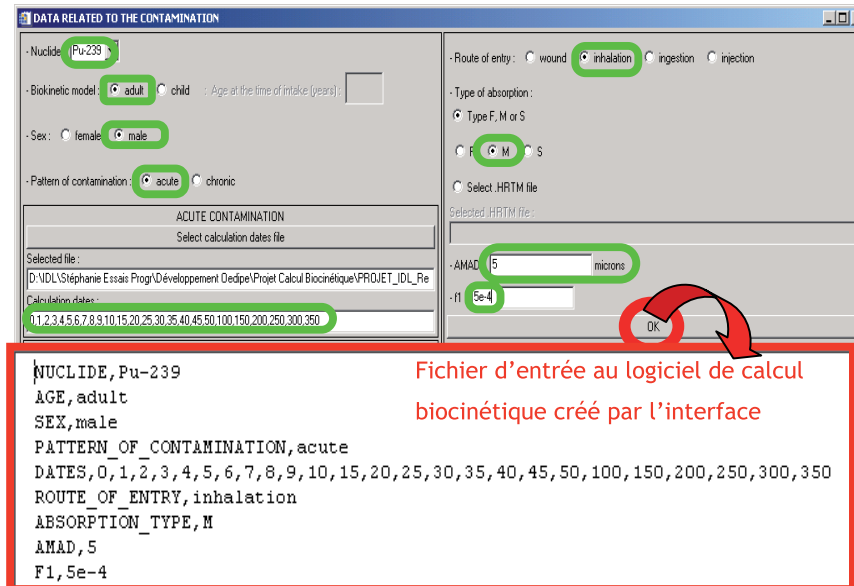 DATA RELATED TO THE CONTAMINATION
- Nuclide Pu-239
- Biokinetic model : adult child : Age at the time of intake (years) :
- Sex : female male
- Pattern of contamination : acute chronic
ACUTE CONTAMINATION
Select calculation dates file
Selected file :
D:\IDL\Stéphanie Essais Progr\Développement Oedipe\Projet Calcul Biocinétique\PROJET_IDL_Re
Calculation dates :
0,1,2,3,4,5,6,7,8,9,10,15,20,25,30,35,40,45,50,100,150,200,250,300,350
- Route of entry : wound inhalation ingestion injection
- Type of absorption :
Type F, M or S
F M S
Select .HRTM file
Selected .HRTM file :
- AMAD 5 microns
- f1 5e-4
OK
Fichier d'entrée au logiciel de calcul
biocinétique créé par l'interface
NUCLIDE,Pu-239
AGE,adult
SEX,male
PATTERN_OF_CONTAMINATION,acute
DATES,0,1,2,3,4,5,6,7,8,9,10,15,20,25,30,35,40,45,50,100,150,200,250,300,350
ROUTE_OF_ENTRY,inhalation
ABSORPTION_TYPE,M
AMAD,5
F1,5e-4